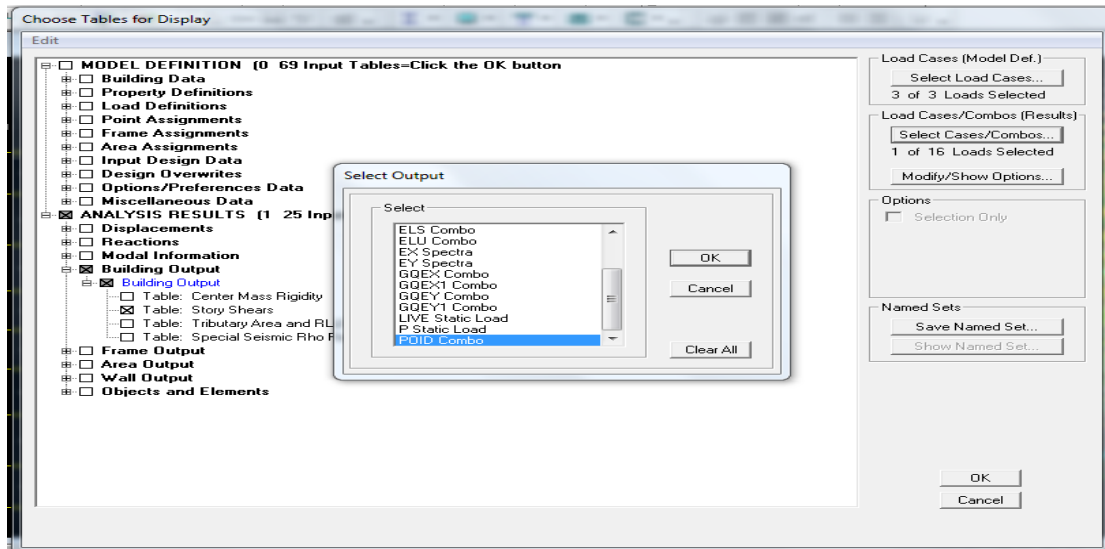 Choose Tables for Display
Edit
MODEL DEFINITION (0 69 Input Tables=Click the OK button
Building Data
Property Definitions
Load Definitions
Point Assignments
Frame Assignments
Area Assignments
Input Design Data
Design Overwrites
Options/Preferences Data
Miscellaneous Data
ANALYSIS RESULTS (1 25 Inp
Displacements
Reactions
Modal Information
Building Output
Building Output
Table: Center Mass Rigidity
Table: Story Shears
Table: Tributary Area and RL
Table: Special Seismic Rho F
Frame Output
Area Output
Wall Output
Objects and Elements
Select Output
Select
ELS Combo
ELU Combo
EX Spectra
EY Spectra
GQEX Combo
GQEX1 Combo
GQEY Combo
GQEY1 Combo
LIVE Static Load
P Static Load
POID Combo
OK
Cancel
Clear All
Load Cases (Model Def.)
Select Load Cases...
3 of 3 Loads Selected
Load Cases/Combos (Results)
Select Cases/Combos...
1 of 16 Loads Selected
Modify/Show Options...
Options
Selection Only
Named Sets
Save Named Set...
Show Named Set...
OK
Cancel